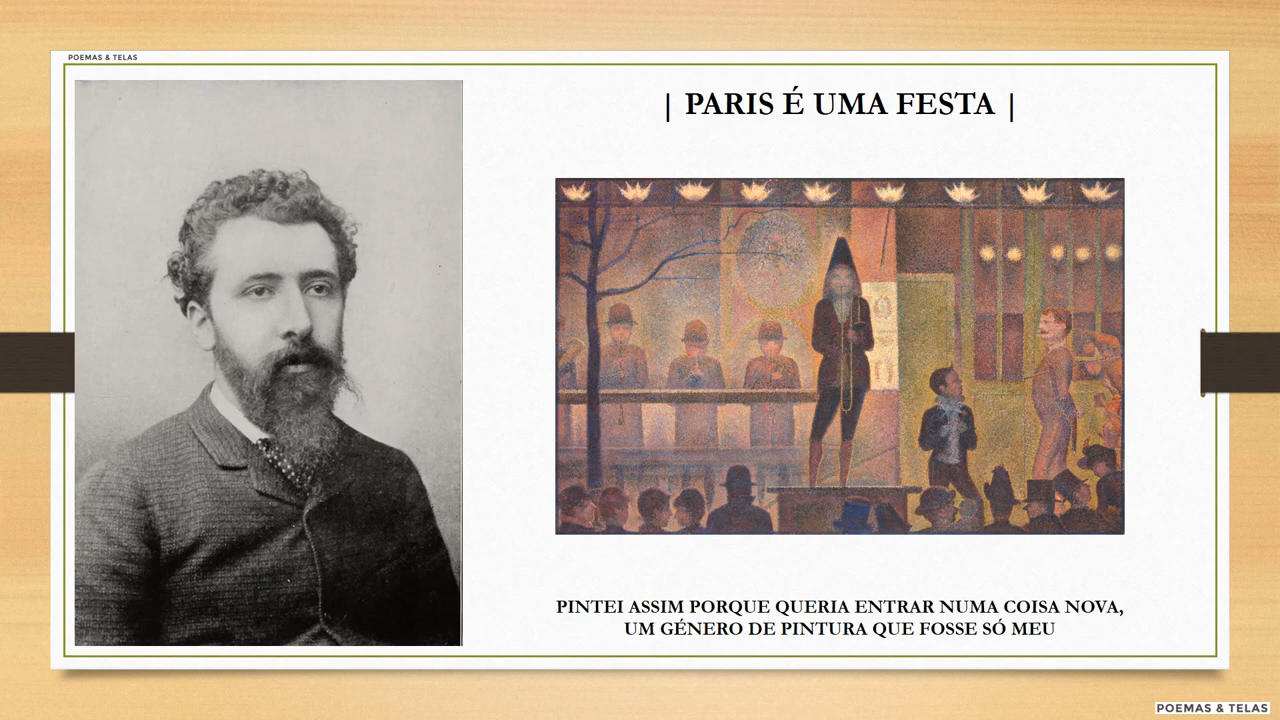 POEMAS & TELAS
| PARIS É UMA FESTA |
PINTEI ASSIM PORQUE QUERIA ENTRAR NUMA COISA NOVA,
UM GÉNERO DE PINTURA QUE FOSSE SÓ MEU
POEMAS & TELAS